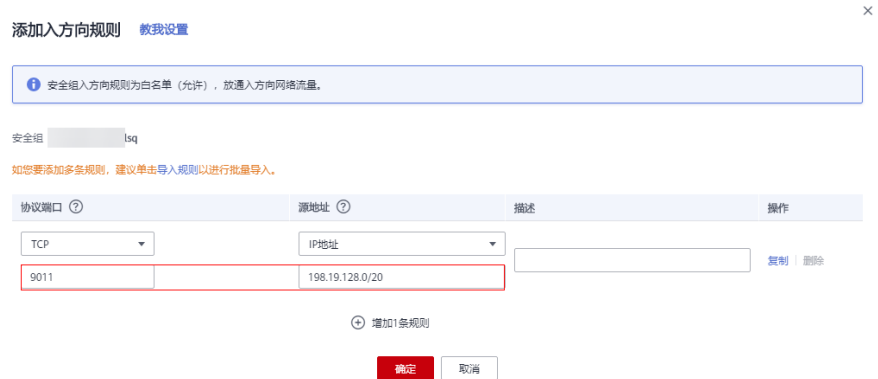 添加入方向规则 教我设置
安全组入方向规则为白名单（允许），放通入方向网络流量。
安全组 lsq
如您要添加多条规则，建议单击导入规则以进行批量导入。
协议端口 源地址 描述 操作
TCP IP地址
复制 删除
9011 198.19.128.0/20
增加1条规则
确定 取消